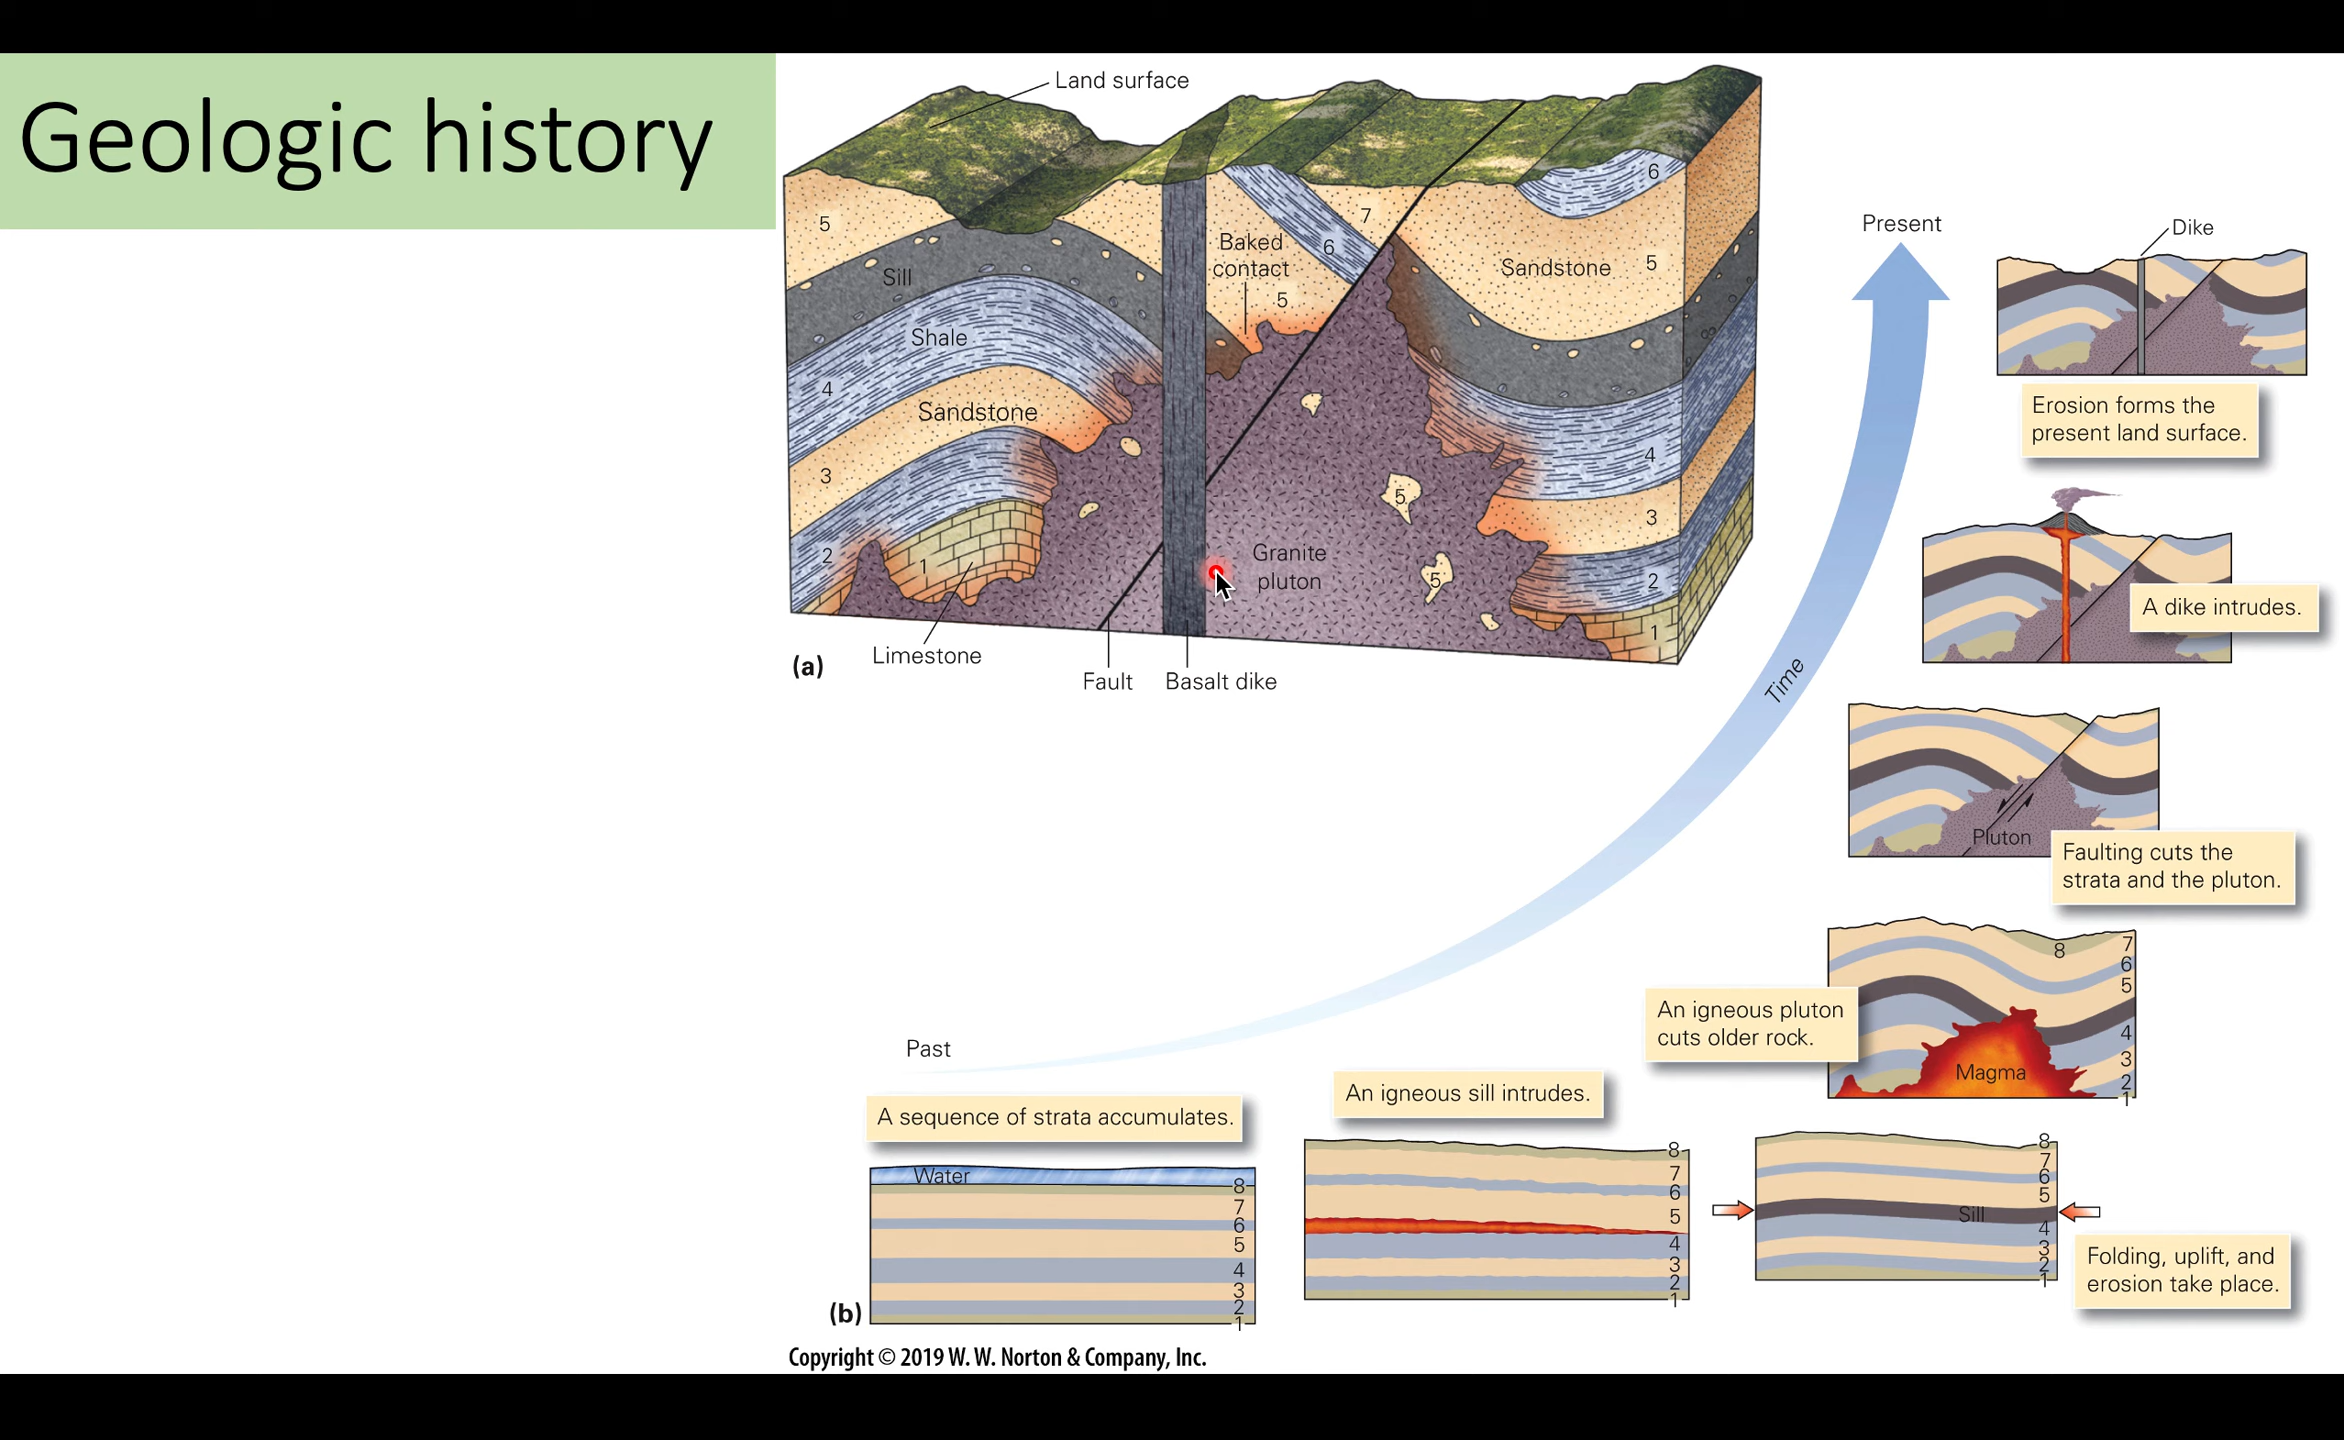 Geologic history
Land surface
5
Sill
Shale
4
Sandstone
3
2
1
Limestone
(a)
Fault
Basalt dike
Baked
contact
5
6
7
Granite
pluton
5
5
6
Sandstone
5
4
3
2
1
Present
Dike
Erosion forms the
present land surface.
A dike intrudes.
Time
Pluton
Faulting cuts the
strata and the pluton.
An igneous pluton
cuts older rock.
Magma
8
7
6
5
4
3
2
1
Past
A sequence of strata accumulates.
Water
8
7
6
5
4
3
2
1
(b)
An igneous sill intrudes.
8
7
6
5
4
3
2
1
Sill
8
7
6
5
4
3
2
1
Folding, uplift, and
erosion take place.
Copyright © 2019 W. W. Norton & Company, Inc.